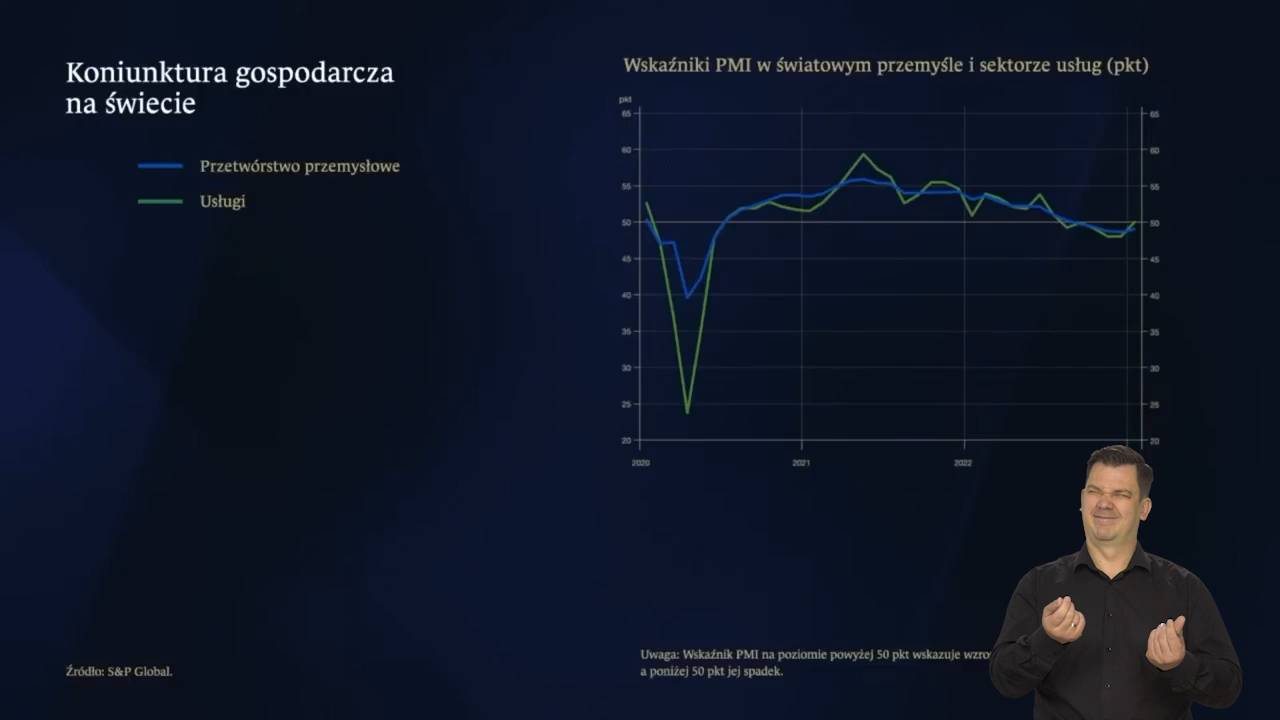 Koniunktura gospodarcza
na świecie
Przetwórstwo przemysłowe
Usługi
Wskaźniki PMI w światowym przemyśle i sektorze usług (pkt)
pkt
65 65
60 60
55 55
50 50
45 45
40 40
35 35
30 30
25 25
20 20
2020 2021 2022
Uwaga: Wskaźnik PMI na poziomie powyżej 50 pkt wskazuje
a poniżej 50 pkt jej spadek.
Źródło: S&P Global.